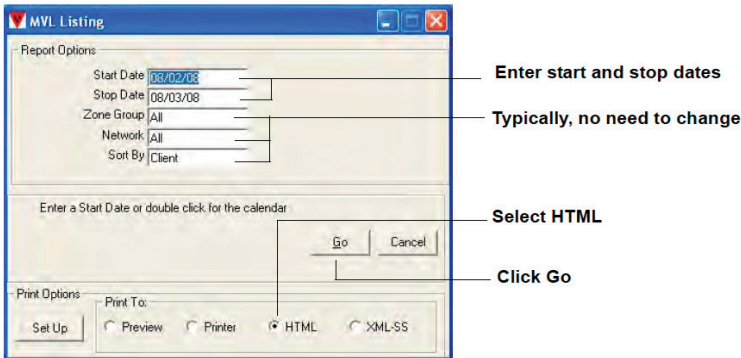 MVL Listing
Report Options
Start Date 08/02/08
Enter start and stop dates
Stop Date 08/03/08
Zone Group All
Typically, no need to change
Network All
Sort By Client
Enter a Start Date or double click for the calendar
Select HTML
Go Cancel
Click Go
Print Options
Print To:
Set Up Preview Printer HTML XML-SS